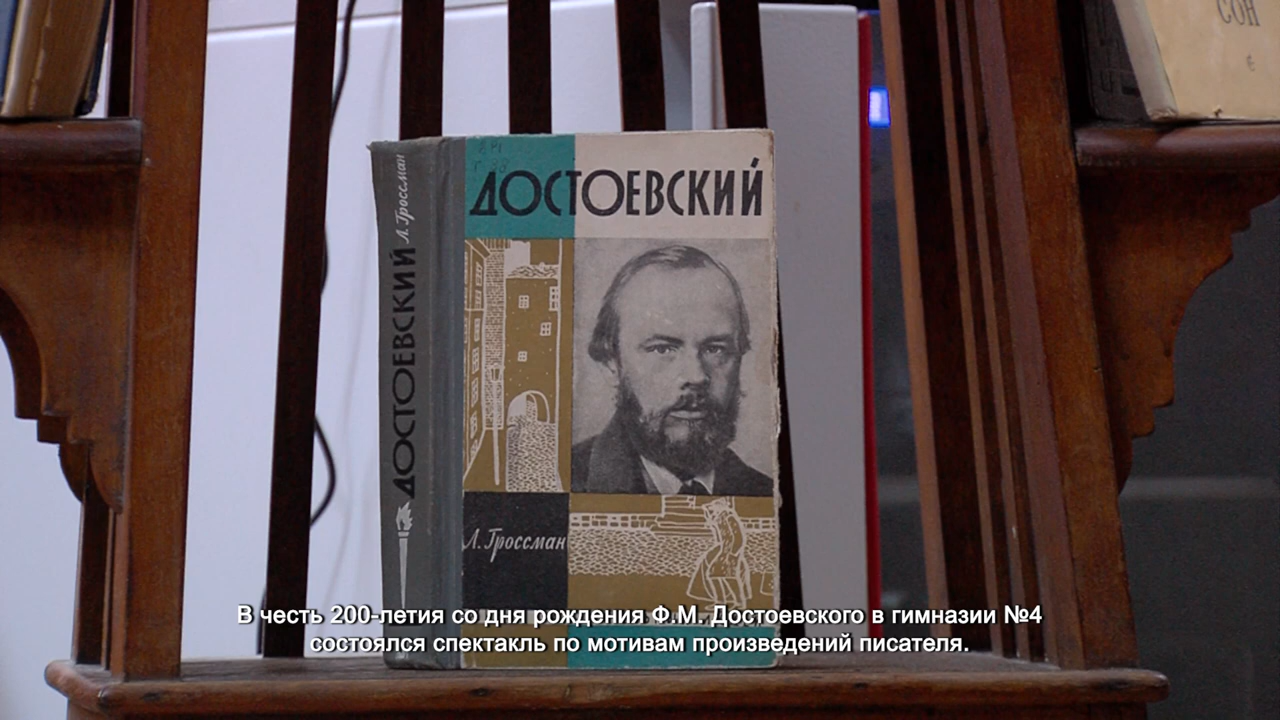 СОН
ДОСТОЕВСКИЙ
ДОСТОЕВСКИЙ Л. Гроссман
Л. Гроссман
В честь 200-летия со дня рождения Ф.М. Достоевского в гимназии №4
состоялся спектакль по мотивам произведений писателя.